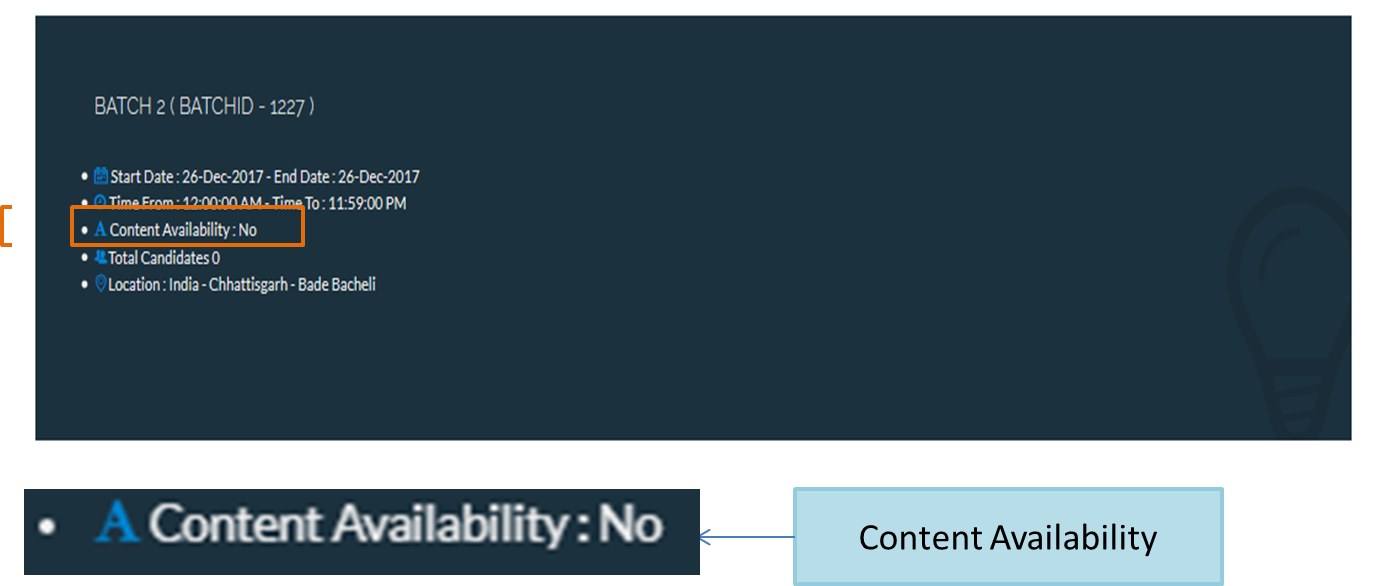 BATCH 2 ( BATCHID - 1227 )
Start Date : 26-Dec-2017 - End Date : 26-Dec-2017
Time From : 12:00:00 AM - Time To : 11:59:00 PM
A Content Availability : No
Total Candidates 0
Location : India - Chhattisgarh - Bade Bacheli
A Content Availability : No
Content Availability